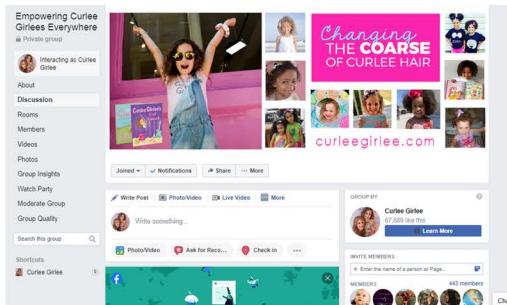 Empowering Curlee
Girlees Everywhere
Private group
Interacting as Curlee
Girlee
About
Discussion
Rooms
Members
Videos
Photos
Group Insights
Watch Party
Moderate Group
Group Quality
Search this group
Shortcuts
Curlee Girlee
Changing
THE COARSE
OF CURLEE HAIR
curleegirlee.com
Joined
Notifications
Share
More
Write Post
Photo/Video
Live Video
More
Write something...
Photo/Video
Ask for Reco...
Check in
GROUP BY
Curlee Girlee
67,689 like this
Learn More
INVITE MEMBERS
Enter the name of a person or Page...
MEMBERS
443 members